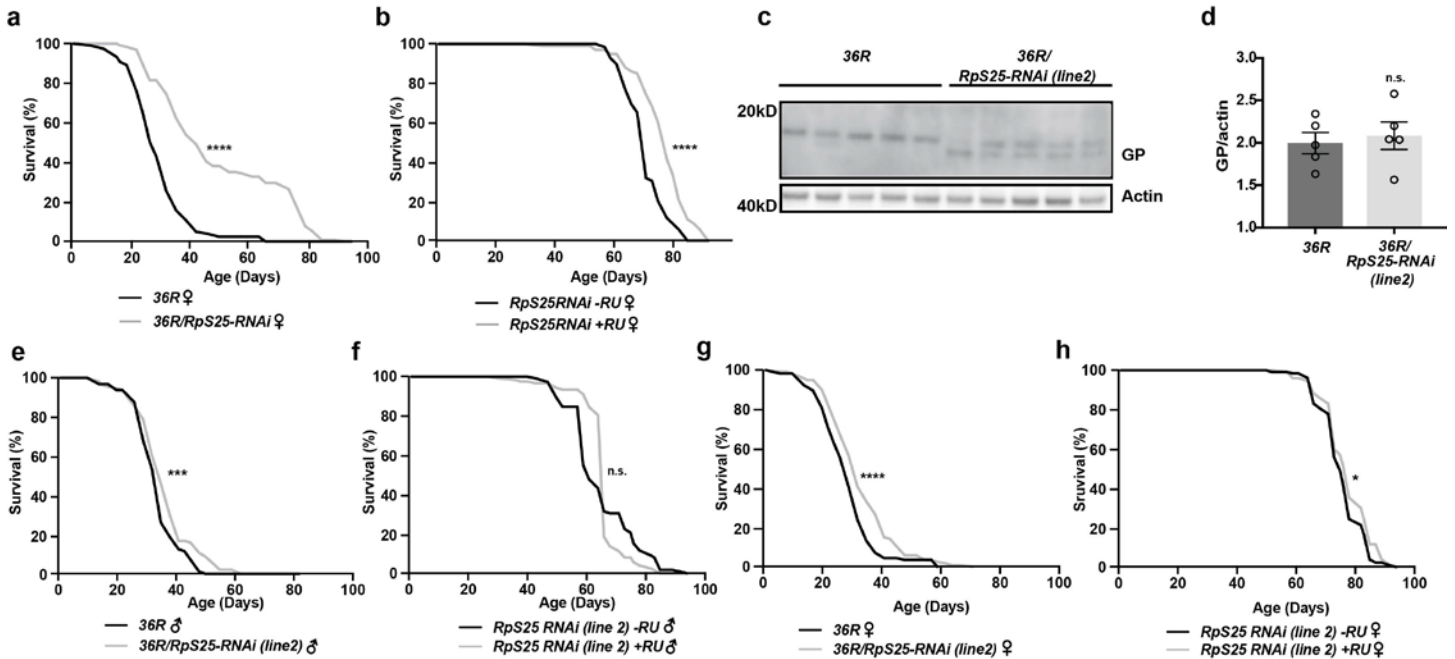 a
100
80
60
40
20
0
Survival (%)
****
0 20 40 60 80 100
Age (Days)
36R♀
36R/RpS25-RNAi♀
b
100
80
60
40
20
0
Survival (%)
****
0 20 40 60 80
Age (Days)
RpS25RNAi -RU♀
RpS25RNAi +RU♀
c
36R
36R/
RpS25-RNAi (line2)
20kD
GP
40kD
Actin
d
3.0
2.5
2.0
1.5
1.0
GP/actin
n.s.
36R
36R/
RpS25-RNAi
(line2)
e
100
80
60
40
20
0
Survival (%)
***
0 20 40 60 80 100
Age (Days)
36R♂
36R/RpS25-RNAi (line2)♂
f
100
80
60
40
20
0
Survival (%)
n.s.
0 20 40 60 80 100
Age (Days)
RpS25 RNAi (line 2) -RU♂
RpS25 RNAi (line 2) +RU♂
g
100
80
60
40
20
0
Survival (%)
****
0 20 40 60 80 100
Age (Days)
36R♀
36R/RpS25-RNAi(line2) ♀
h
100
80
60
40
20
0
Sruvival (%)
*
0 20 40 60 80 100
Age (Days)
RpS25 RNAi (line 2) -RU♀
RpS25 RNAi (line 2) +RU♀